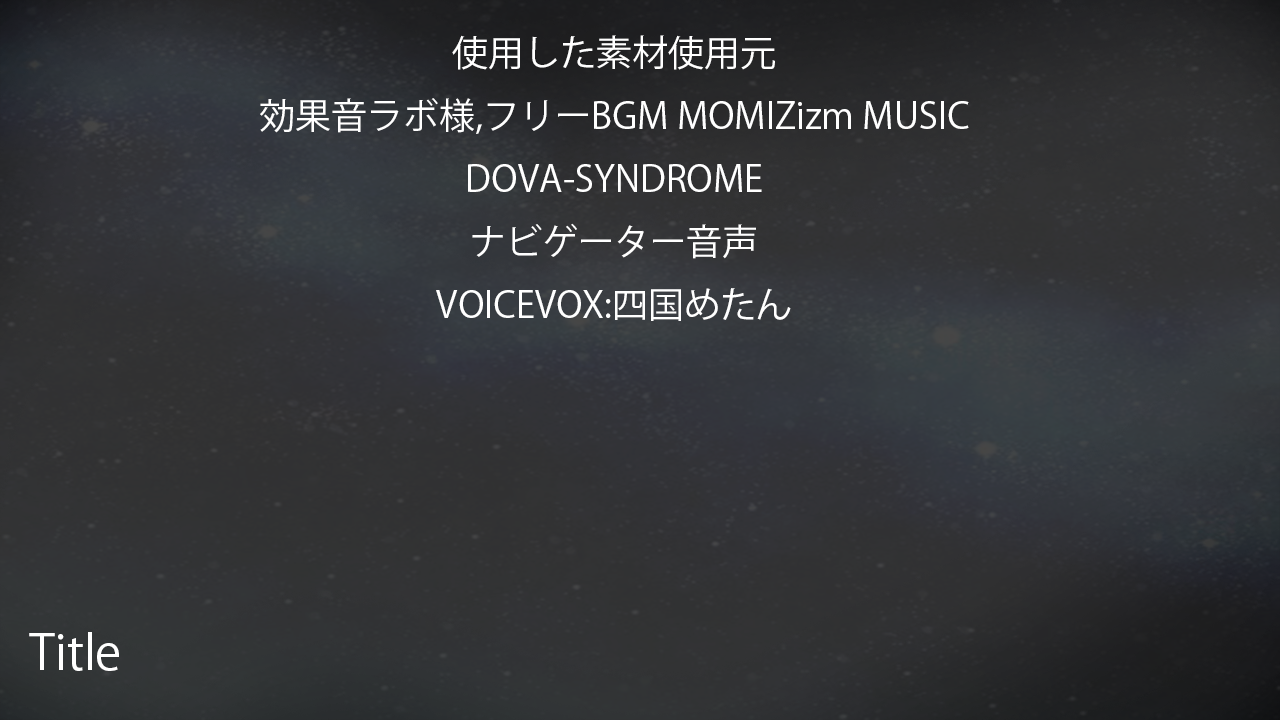 使用した素材使用元
効果音ラボ様,フリーBGM MOMIZizm MUSIC
DOVA-SYNDROME
ナビゲーター音声
VOICEVOX:四国めたん
Title